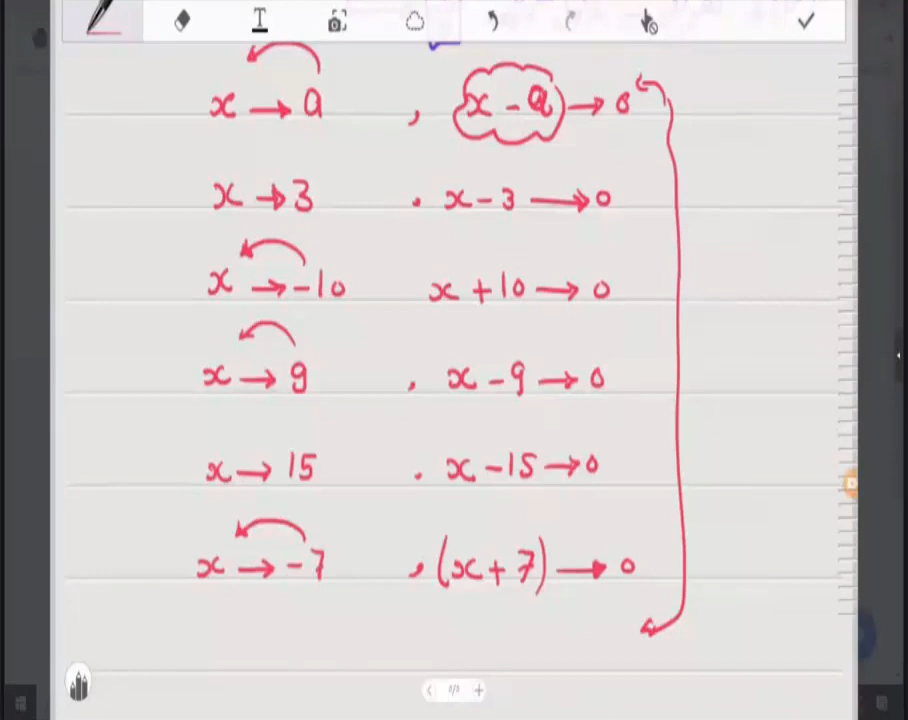 T
x → a , x - a → 0
x → 3 . x - 3 → 0
x → -10 x + 10 → 0
x → 9 , x - 9 → 0
x → 15 . x - 15 → 0
x → -7 , (x + 7) → 0